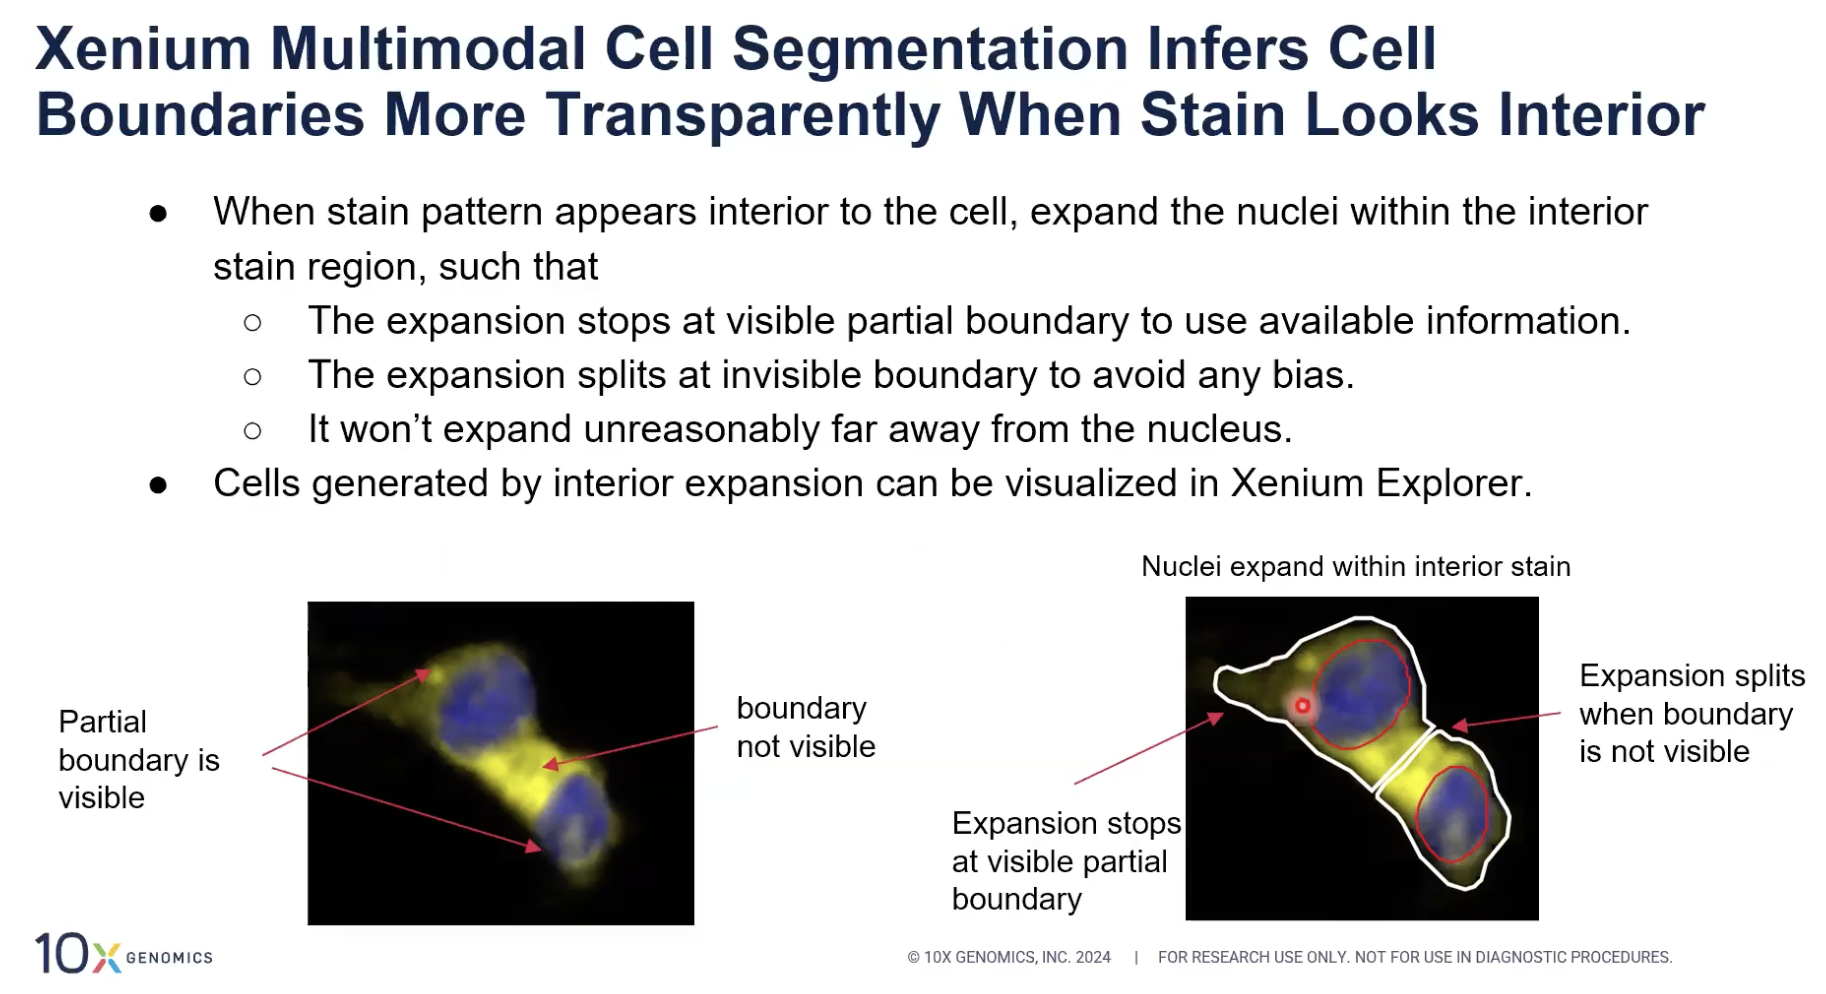 Xenium Multimodal Cell Segmentation Infers Cell
Boundaries More Transparently When Stain Looks Interior
● When stain pattern appears interior to the cell, expand the nuclei within the interior
stain region, such that
○ The expansion stops at visible partial boundary to use available information.
○ The expansion splits at invisible boundary to avoid any bias.
○ It won’t expand unreasonably far away from the nucleus.
● Cells generated by interior expansion can be visualized in Xenium Explorer.
Partial
boundary is
visible
boundary
not visible
Nuclei expand within interior stain
Expansion stops
at visible partial
boundary
Expansion splits
when boundary
is not visible
10X GENOMICS
© 10X GENOMICS, INC. 2024 | FOR RESEARCH USE ONLY. NOT FOR USE IN DIAGNOSTIC PROCEDURES.